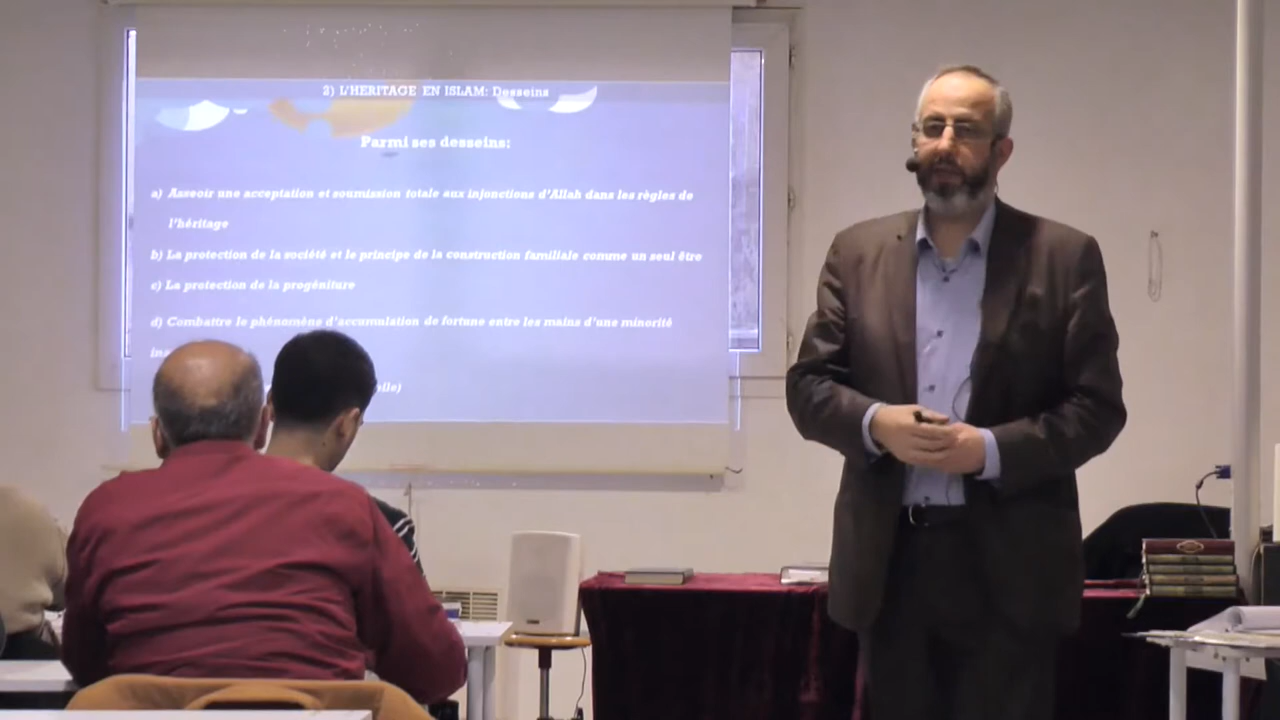 2) L'HERITAGE EN ISLAM: Desseins
Parmi ses desseins:
a) Asseoir une acceptation et soumission totale aux injonctions d'Allah dans les règles de
l'héritage
b) La protection de la société et le principe de la construction familiale comme un seul être
c) La protection de la progéniture
d) Combattre le phénomène d'accumulation de fortune entre les mains d'une minorité